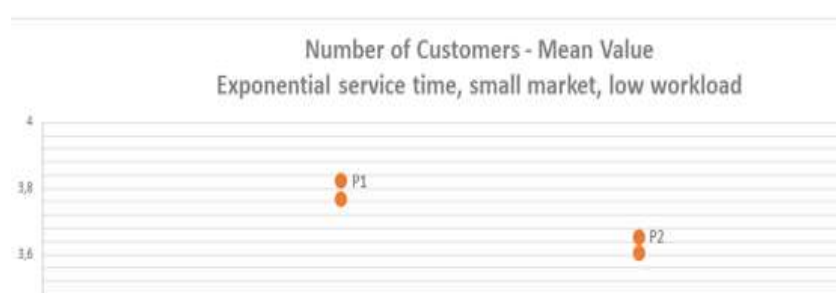 Number of Customers - Mean Value
Exponential service time, small market, low workload
4
P1
3,8
P2
3,6